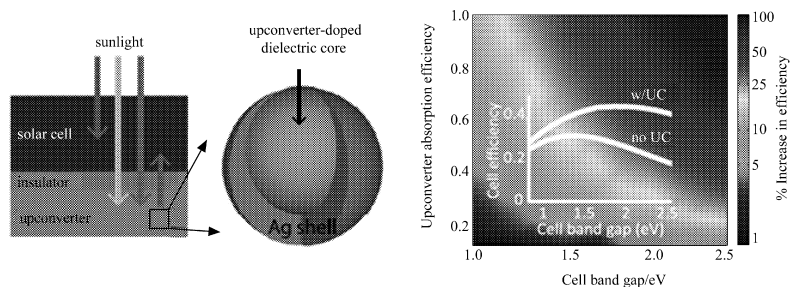 sunlight
solar cell
insulator
upconverter
upconverter-doped
dielectric core
Ag shell
Upconverter absorption efficiency
1.0
0.8
0.6
0.4
0.2
1.0
1.5
2.0
2.5
Cell band gap/eV
Cell efficiency
0.4
0.2
0
w/UC
no UC
1
1.5
2
2.5
Cell band gap (eV)
100
50
25
10
5
1
% Increase in efficiency